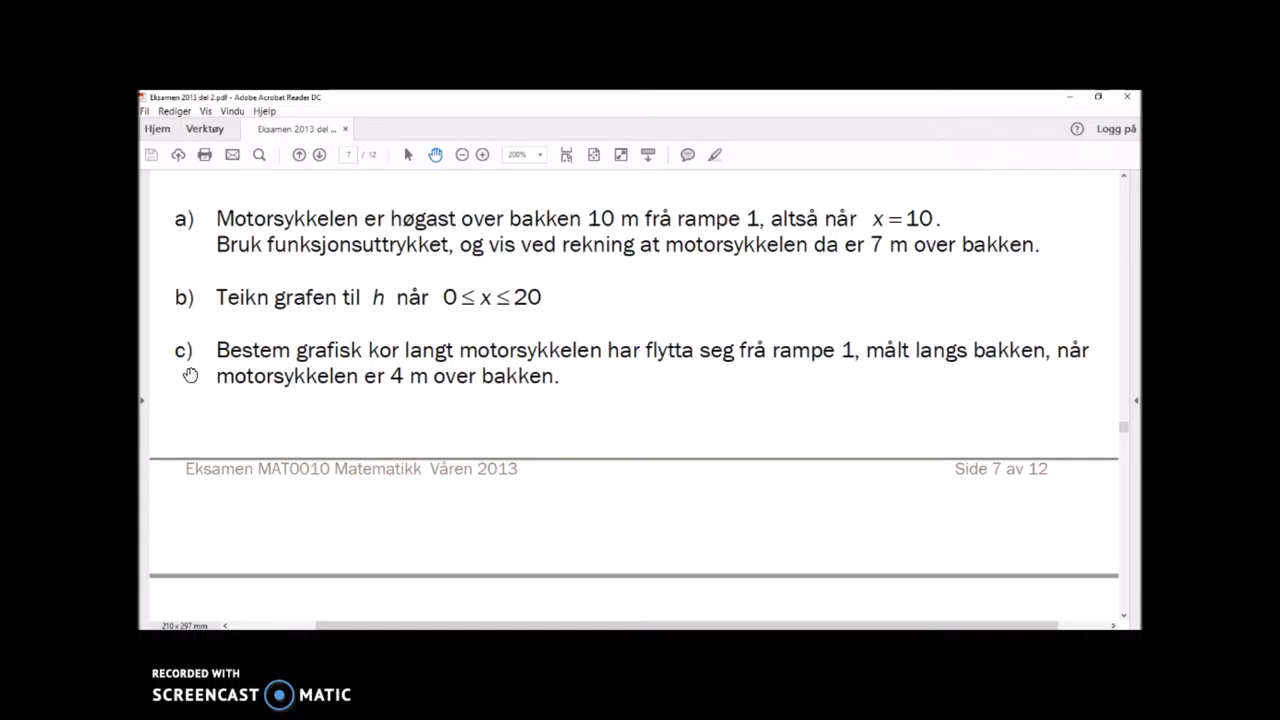 Eksamen 2013 del 2.pdf - Adobe Acrobat Reader DC
Fil Rediger Vis Vindu Hjelp
Hjem Verktøy Eksamen 2013 del ... × ? Logg på
7 / 12 200%
a) Motorsykkelen er høgast over bakken 10 m frå rampe 1, altså når x = 10.
Bruk funksjonsuttrykket, og vis ved rekning at motorsykkelen da er 7 m over bakken.
b) Teikn grafen til h når 0 ≤ x ≤ 20
c) Bestem grafisk kor langt motorsykkelen har flytta seg frå rampe 1, målt langs bakken, når
motorsykkelen er 4 m over bakken.
Eksamen MAT0010 Matematikk Våren 2013 Side 7 av 12
210 x 297 mm
RECORDED WITH
SCREENCAST MATIC